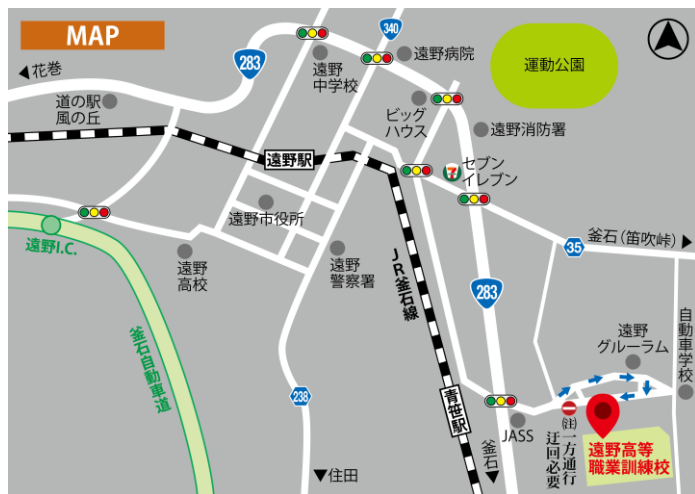 MAP
340
283
遠野病院
遠野
中学校
花巻
運動公園
道の駅
風の丘
ビッグ
ハウス
遠野消防署
遠野駅
7
セブン
イレブン
遠野市役所
遠野I.C.
遠野
高校
遠野
警察署
JR釜石線
釜石(笛吹峠)
35
283
釜石自動車道
自動車学校
遠野
グルーラム
238
青笹駅
JASS
釜石
(注)一方通行
迂回必要
遠野高等
職業訓練校
住田